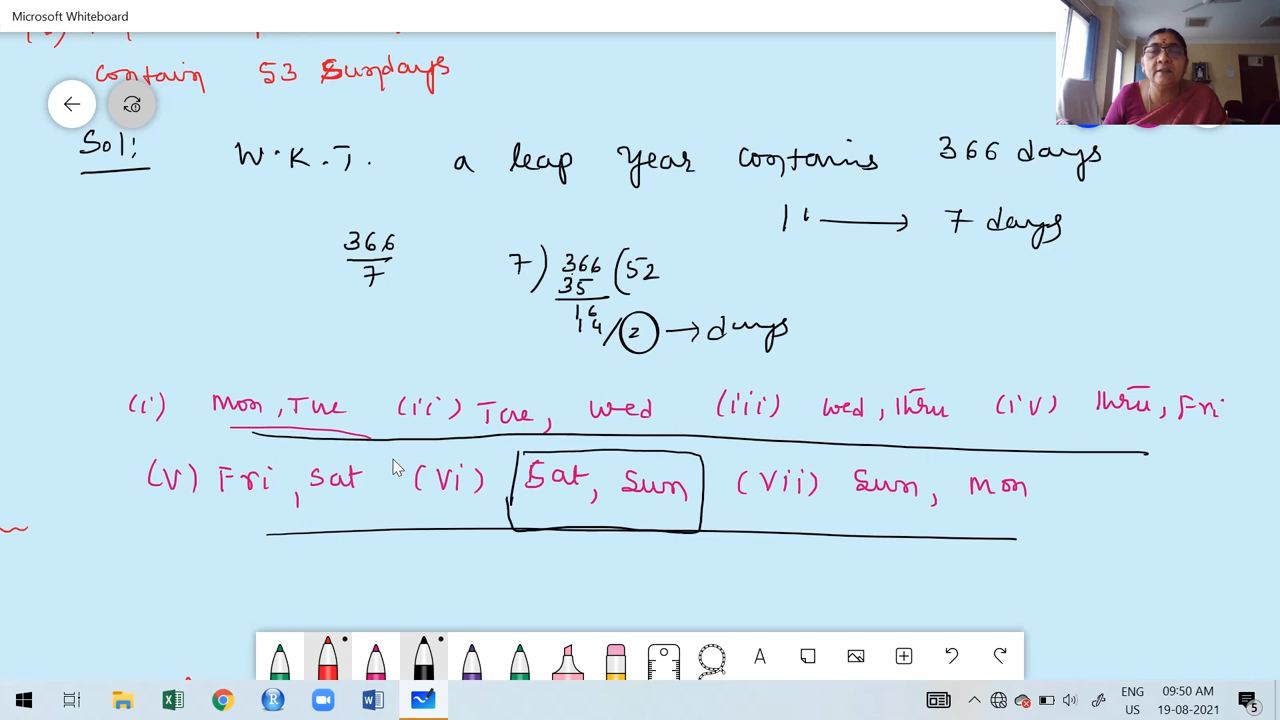 Microsoft Whiteboard
contain 53 Sundays
Sol:
W.K.T. a leap year contains 366 days
1 → 7 days
366
7
7) 366 (52
35
16
14/2 → days
(i) Mon, Tue (ii) Tue, Wed (iii) Wed, Thru (iv) Thru, Fri
(V) Fri, Sat (Vi) Sat, Sun (Vii) Sun, Mon
ENG
US
09:50 AM
19-08-2021
5